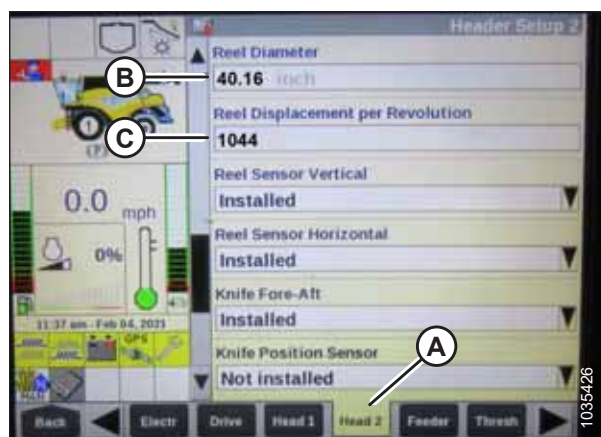 Header Setup 2
Reel Diameter
B
40.16 inch
Reel Displacement per Revolution
C
1044
Reel Sensor Vertical
Installed
0.0 mph
Reel Sensor Horizontal
0%
Installed
Knife Fore-Aft
Installed
11:37 am - Feb 04, 2021
GPS
Knife Position Sensor
A
Not installed
Back
Electr
Drive
Head 1
Head 2
Feeder
Thresh
1035426